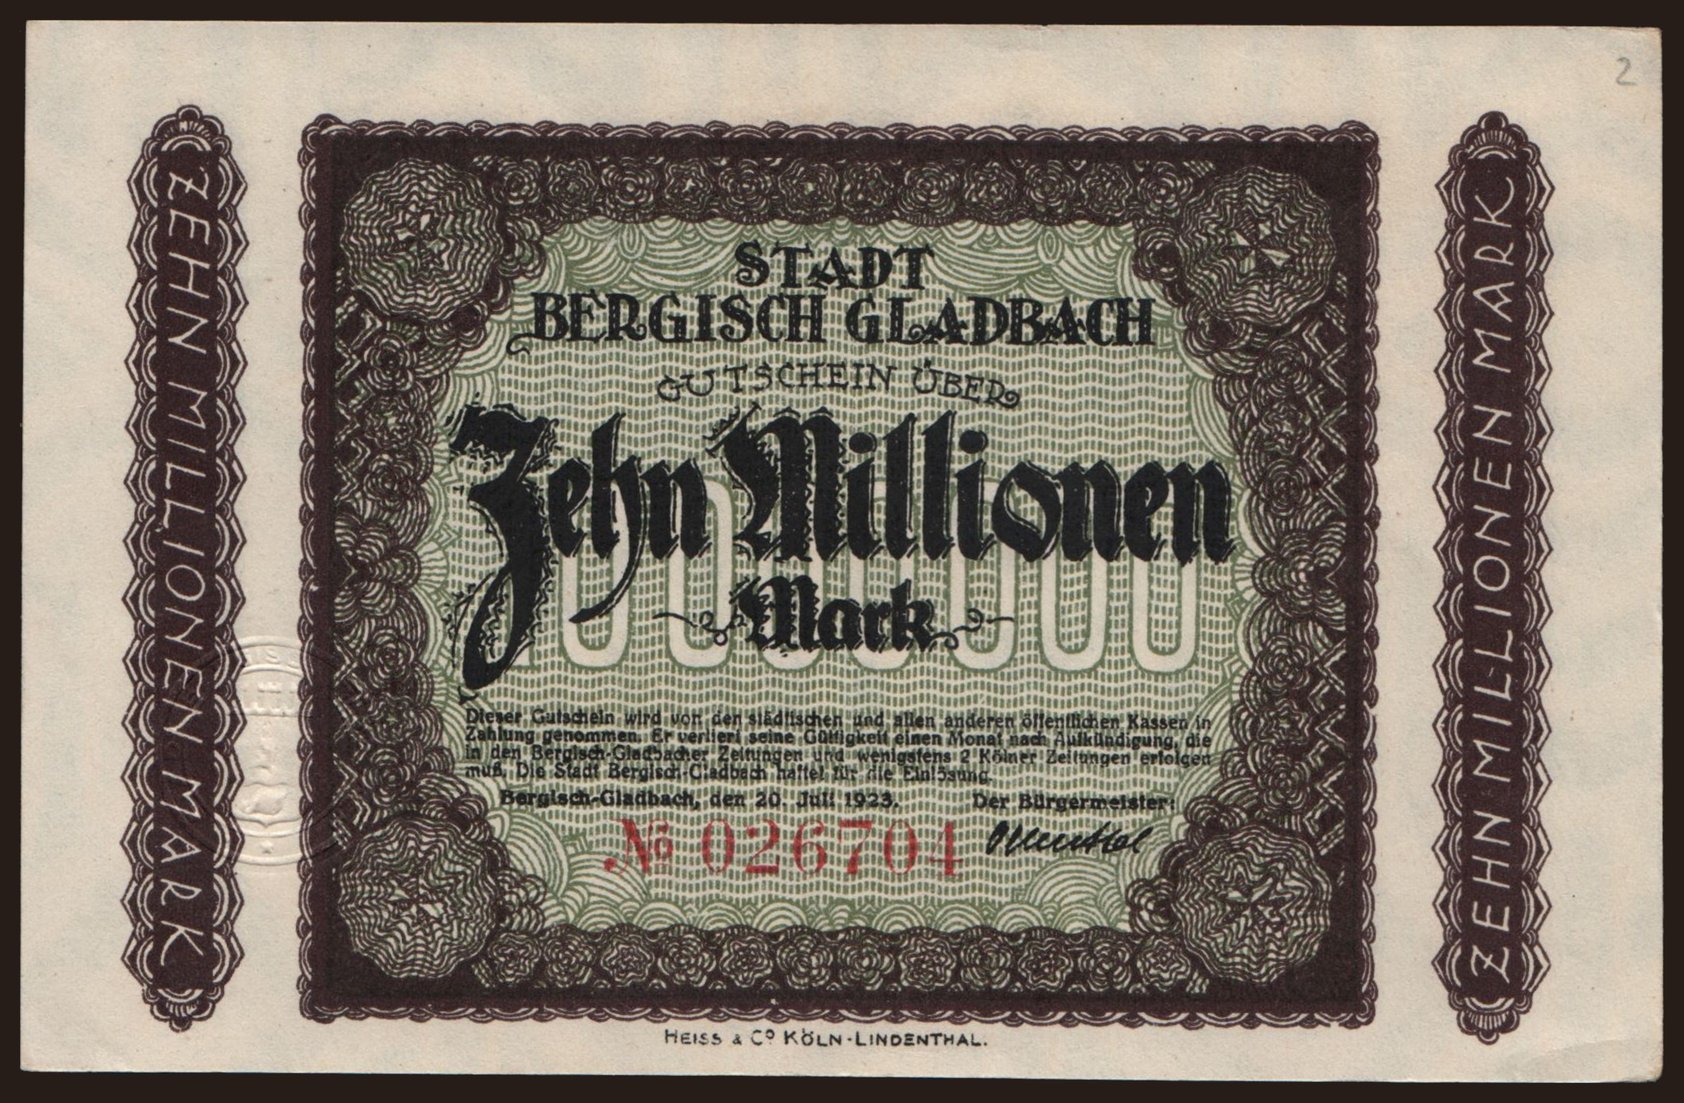 2
ZEHN MILLIONEN MARK
STADT
BERGISCH GLADBACH
GUTSCHEIN ÜBER
Zehn Millionen
Mark
10000000
Dieser Gutschein wird von den städtischen und allen anderen öffentlichen Kassen in
Zahlung genommen. Er verliert seine Gültigkeit einen Monat nach Aufkündigung, die
in den Bergisch-Gladbacher Zeitungen und wenigstens 2 Kölner Zeitungen erfolgen
muß. Die Stadt Bergisch-Gladbach haftet für die Einlösung.
Bergisch-Gladbach, den 20. Juli 1923. Der Bürgermeister:
№ 026704
ZEHN MILLIONEN MARK
HEISS & Co KÖLN-LINDENTHAL.